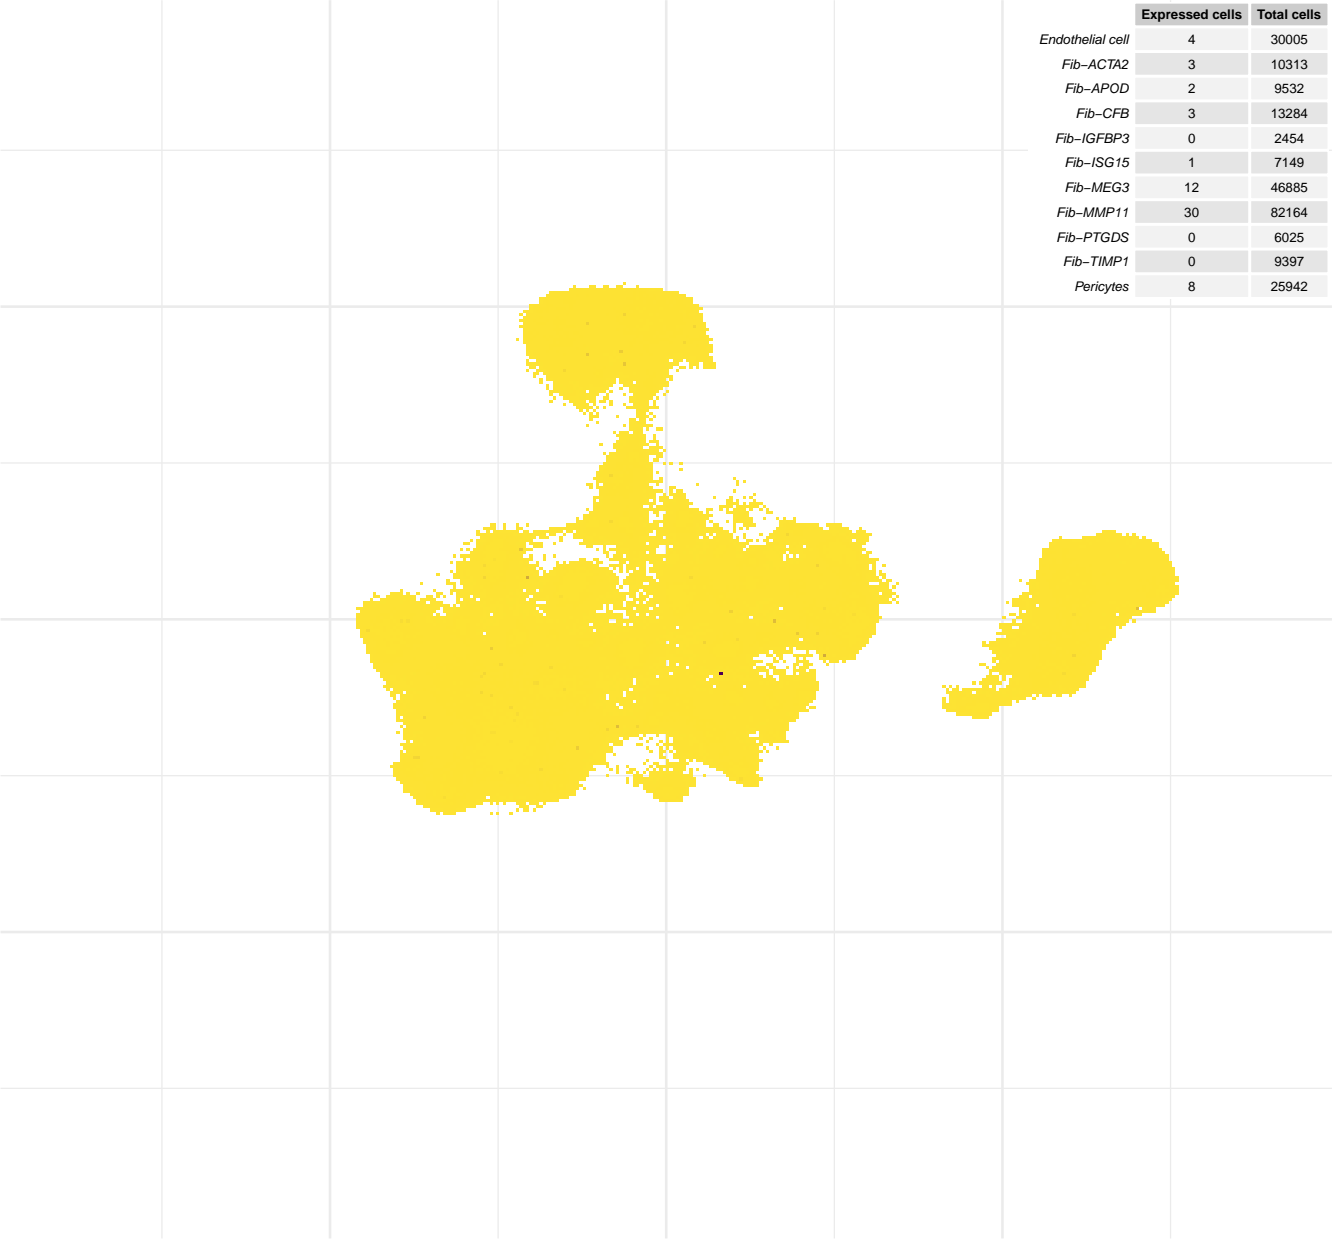 Expressed cells Total cells
Endothelial cell 4 30005
Fib−ACTA2 3 10313
Fib−APOD 2 9532
Fib−CFB 3 13284
Fib−IGFBP3 0 2454
Fib−ISG15 1 7149
Fib−MEG3 12 46885
Fib−MMP11 30 82164
Fib−PTGDS 0 6025
Fib−TIMP1 0 9397
Pericytes 8 25942